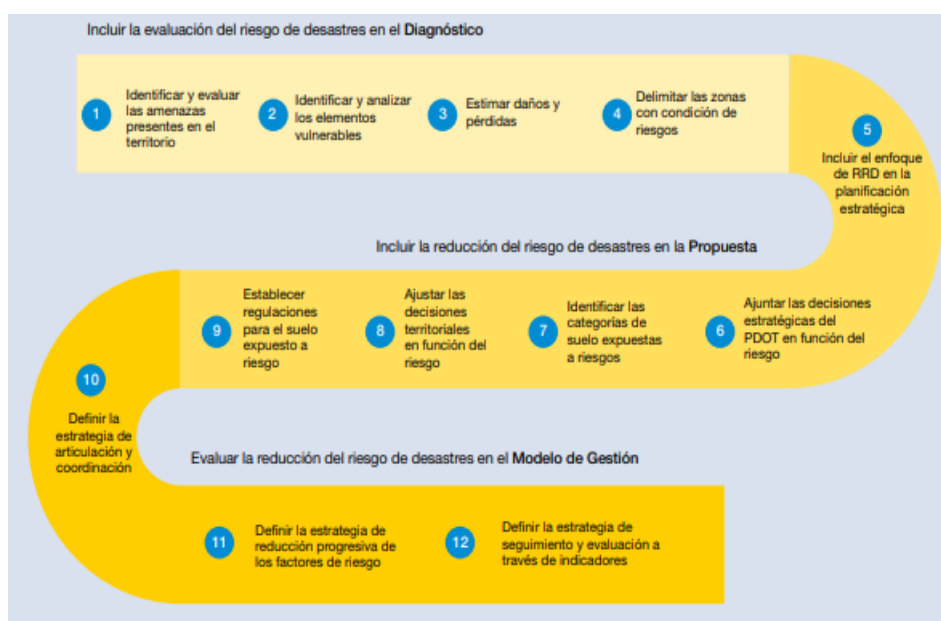 Incluir la evaluación del riesgo de desastres en el Diagnóstico
1
Identificar y evaluar
las amenazas
presentes en el
territorio
2
Identificar y analizar
los elementos
vulnerables
3
Estimar daños y
pérdidas
4
Delimitar las zonas
con condición de
riesgos
5
Incluir el enfoque
de RRD en la
planificación
estratégica
Incluir la reducción del riesgo de desastres en la Propuesta
6
Ajuntar las decisiones
estratégicas del
PDOT en función del
riesgo
7
Identificar las
categorías de
suelo expuestas
a riesgos
8
Ajustar las
decisiones
territoriales
en función del
riesgo
9
Establecer
regulaciones
para el suelo
expuesto a
riesgo
10
Definir la
estrategia de
articulación y
coordinación
Evaluar la reducción del riesgo de desastres en el Modelo de Gestión
11
Definir la estrategia de
reducción progresiva de
los factores de riesgo
12
Definir la estrategia de
seguimiento y evaluación a
través de indicadores